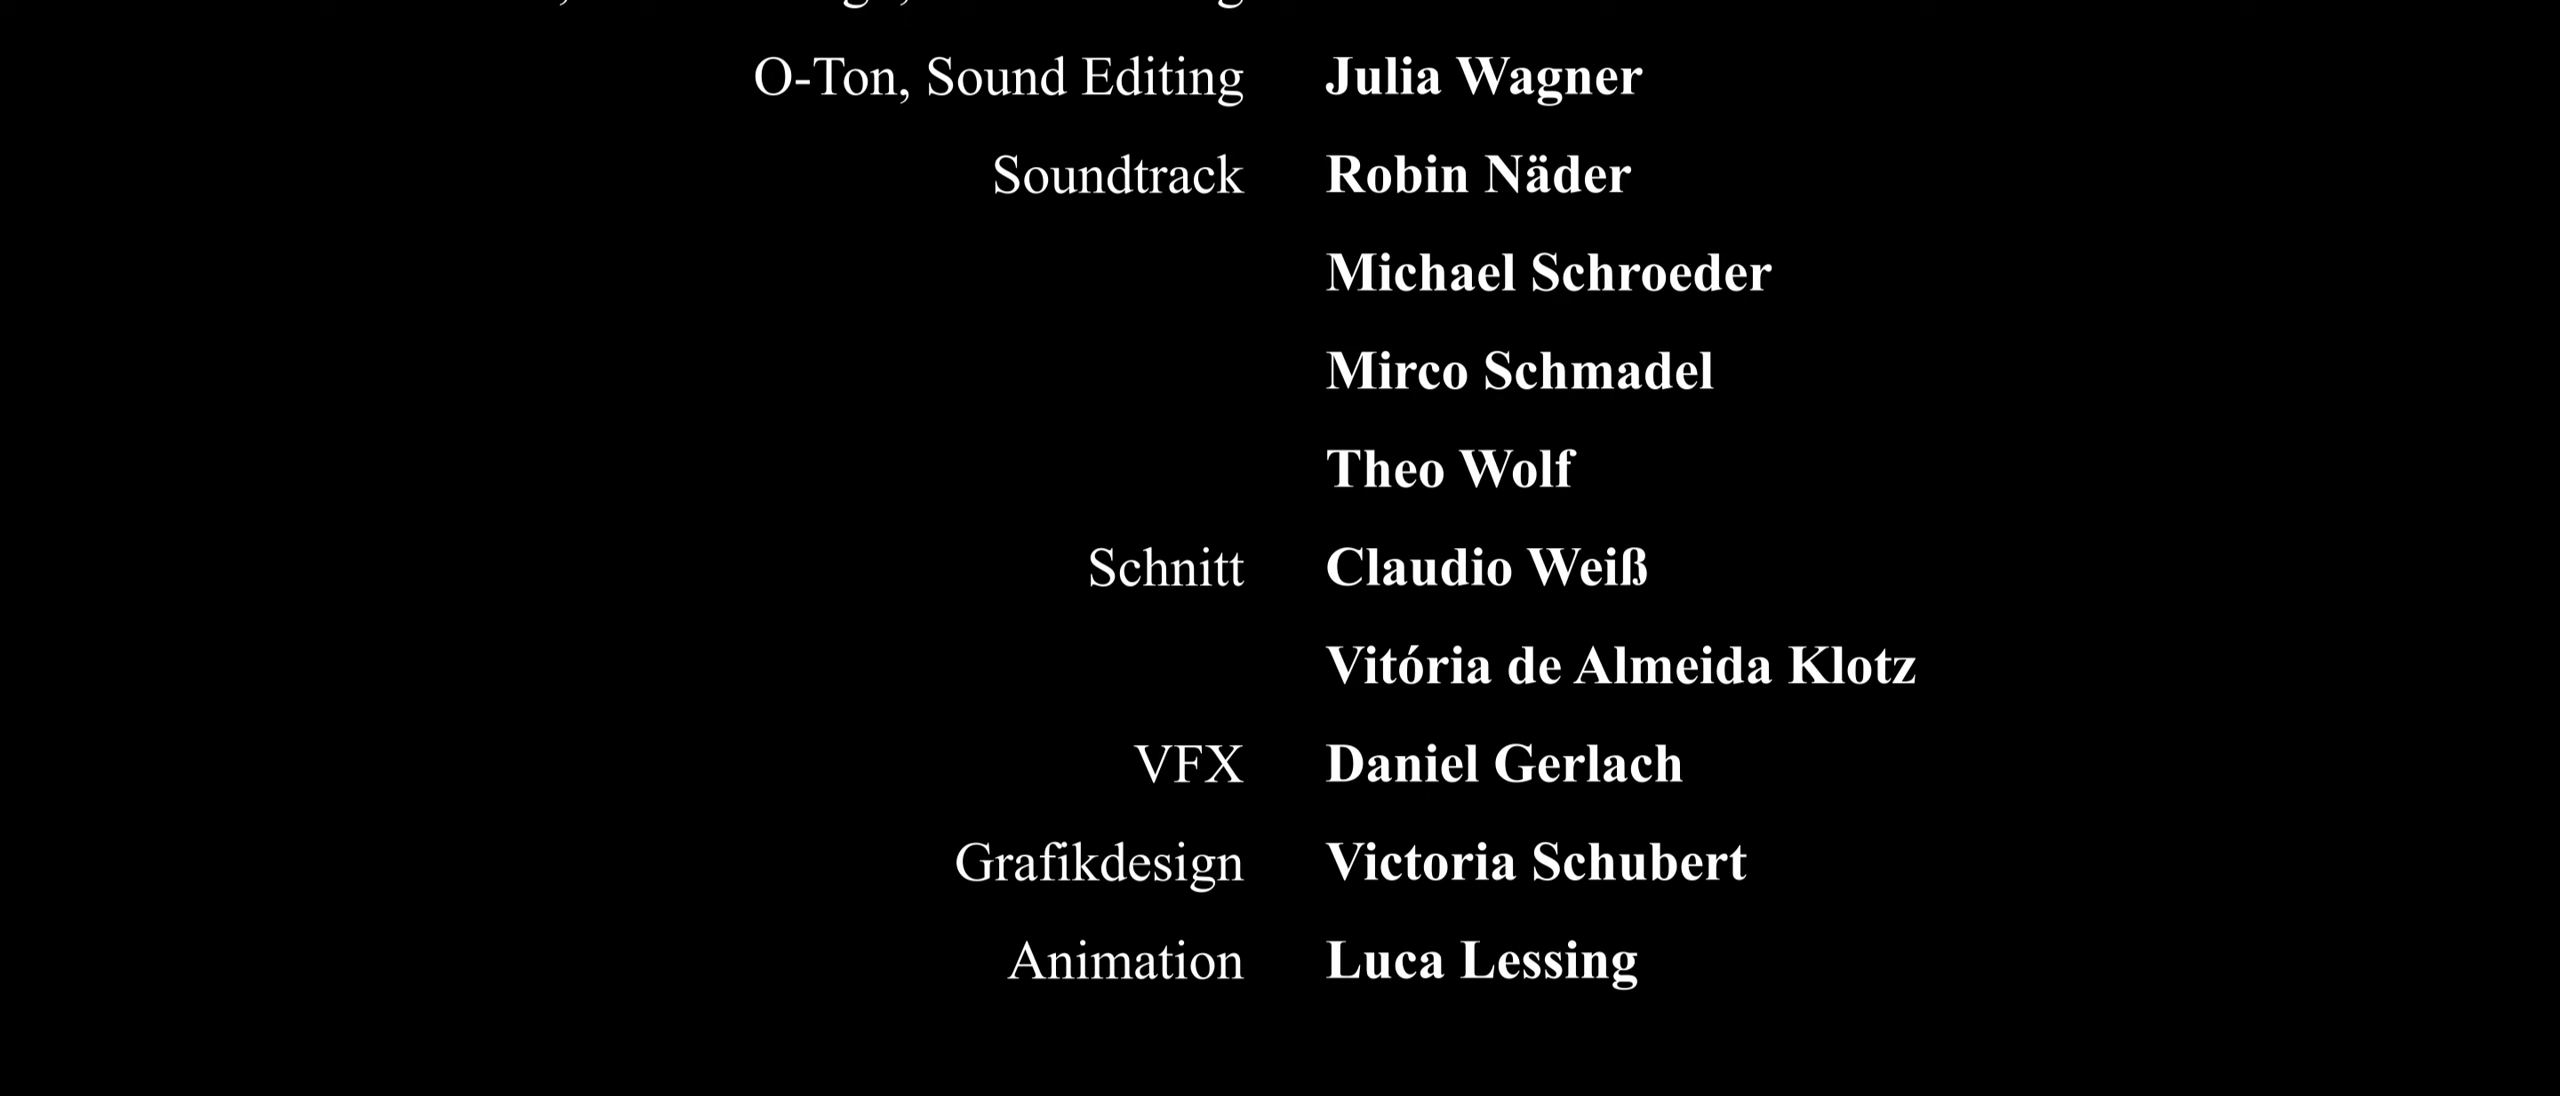 O-Ton, Sound Editing Julia Wagner
Soundtrack Robin Näder
Michael Schroeder
Mirco Schmadel
Theo Wolf
Schnitt Claudio Weiß
Vitória de Almeida Klotz
VFX Daniel Gerlach
Grafikdesign Victoria Schubert
Animation Luca Lessing